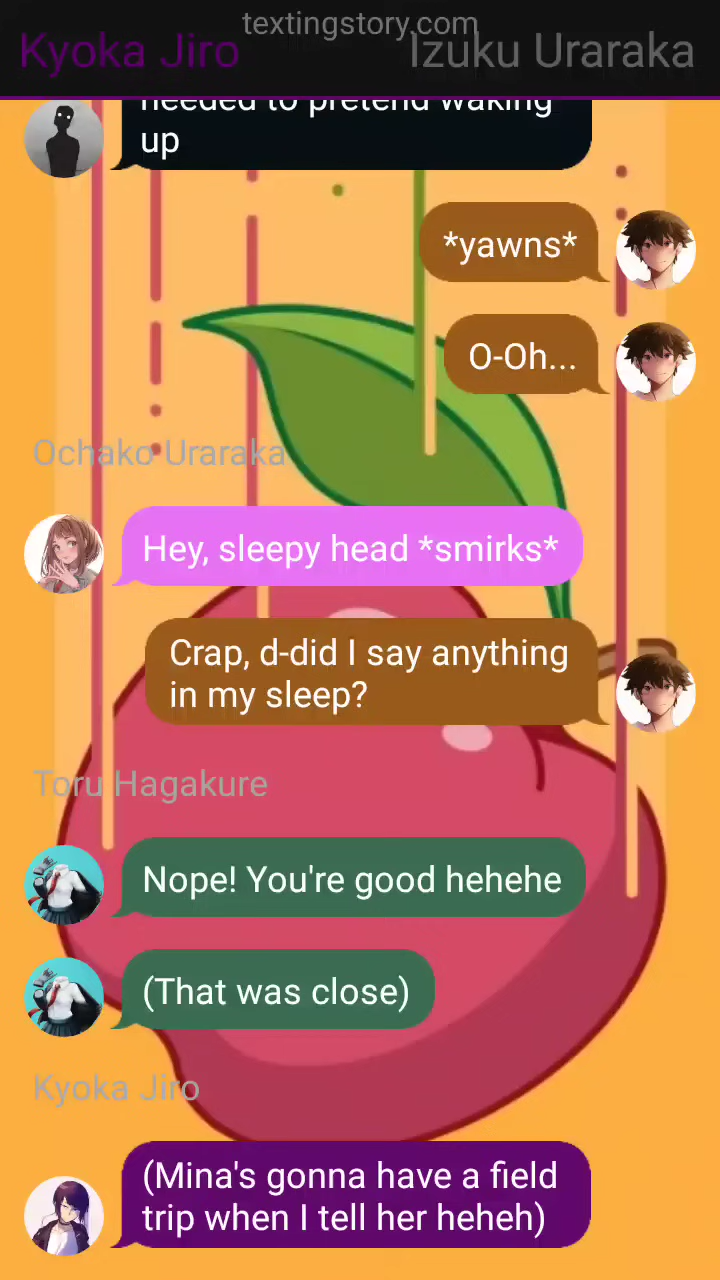 textingstory.com
Kyoka Jiro
Izuku Uraraka
needed to pretend waking
up
*yawns*
O-Oh...
Ochako Uraraka
Hey, sleepy head *smirks*
Crap, d-did I say anything
in my sleep?
Toru Hagakure
Nope! You're good hehehe
(That was close)
Kyoka Jiro
(Mina's gonna have a field
trip when I tell her heheh)